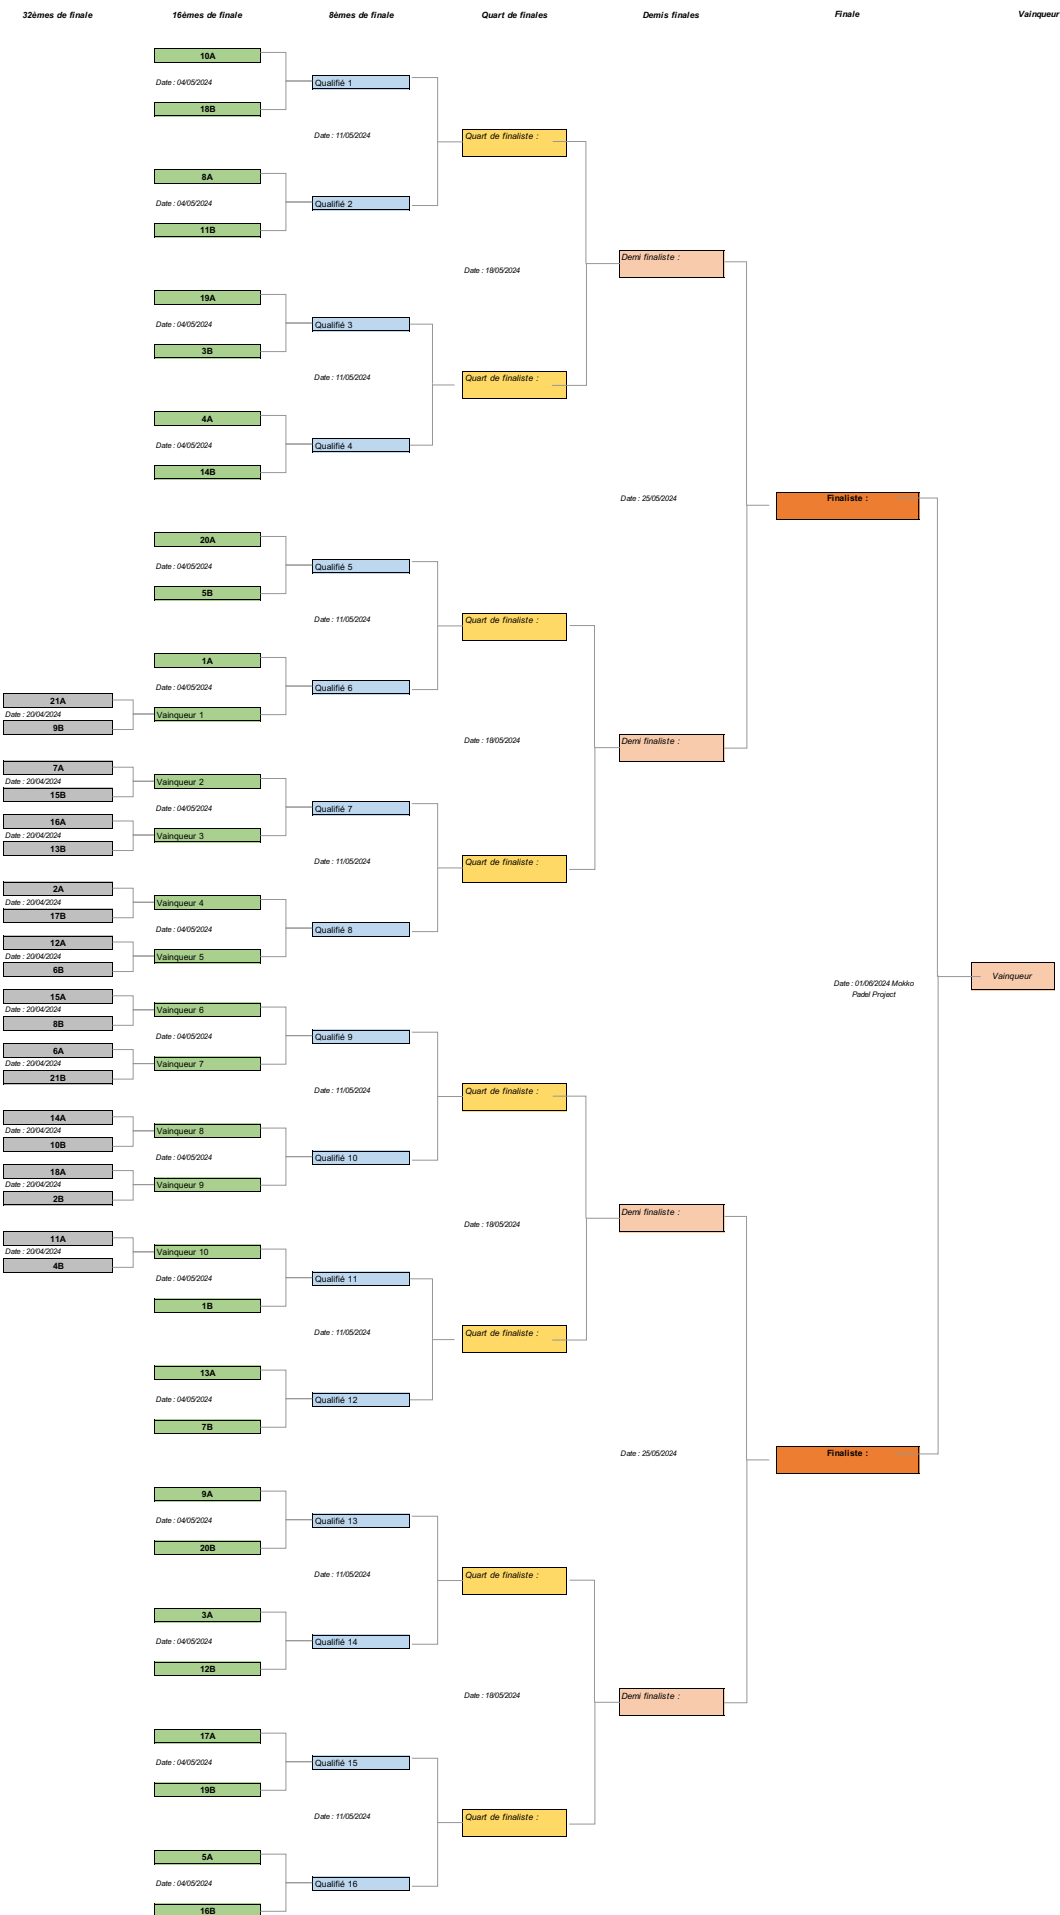 32èmes de finale
16èmes de finale
8èmes de finale
Quart de finales
Demis finales
Finale
Vainqueur
10A
Date : 04/05/2024
18B
Qualifié 1
Date : 11/05/2024
Quart de finaliste :
8A
Date : 04/05/2024
11B
Qualifié 2
Date : 18/05/2024
Demi finaliste :
19A
Date : 04/05/2024
3B
Qualifié 3
Date : 11/05/2024
Quart de finaliste :
4A
Date : 04/05/2024
14B
Qualifié 4
Date : 25/05/2024
Finaliste :
20A
Date : 04/05/2024
5B
Qualifié 5
Date : 11/05/2024
Quart de finaliste :
1A
Date : 04/05/2024
Qualifié 6
21A
Date : 20/04/2024
9B
Vainqueur 1
Date : 18/05/2024
Demi finaliste :
7A
Date : 20/04/2024
15B
Vainqueur 2
Date : 04/05/2024
Qualifié 7
16A
Date : 20/04/2024
13B
Vainqueur 3
Date : 11/05/2024
Quart de finaliste :
2A
Date : 20/04/2024
17B
Vainqueur 4
Date : 04/05/2024
Qualifié 8
12A
Date : 20/04/2024
6B
Vainqueur 5
Date : 01/06/2024 Mokko
Padel Project
Vainqueur
15A
Date : 20/04/2024
8B
Vainqueur 6
Date : 04/05/2024
Qualifié 9
6A
Date : 20/04/2024
21B
Vainqueur 7
Date : 11/05/2024
Quart de finaliste :
14A
Date : 20/04/2024
10B
Vainqueur 8
Date : 04/05/2024
Qualifié 10
18A
Date : 20/04/2024
2B
Vainqueur 9
Date : 18/05/2024
Demi finaliste :
11A
Date : 20/04/2024
4B
Vainqueur 10
Date : 04/05/2024
1B
Qualifié 11
Date : 11/05/2024
Quart de finaliste :
13A
Date : 04/05/2024
7B
Qualifié 12
Date : 25/05/2024
Finaliste :
9A
Date : 04/05/2024
20B
Qualifié 13
Date : 11/05/2024
Quart de finaliste :
3A
Date : 04/05/2024
12B
Qualifié 14
Date : 18/05/2024
Demi finaliste :
17A
Date : 04/05/2024
19B
Qualifié 15
Date : 11/05/2024
Quart de finaliste :
5A
Date : 04/05/2024
16B
Qualifié 16